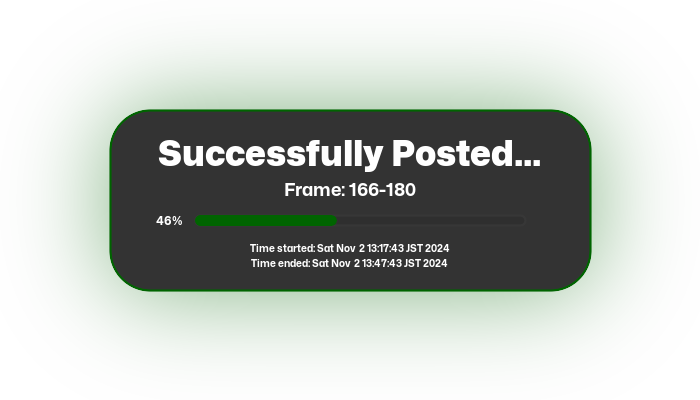 Successfully Posted...
Frame: 166-180
46%
Time started: Sat Nov 2 13:17:43 JST 2024
Time ended: Sat Nov 2 13:47:43 JST 2024